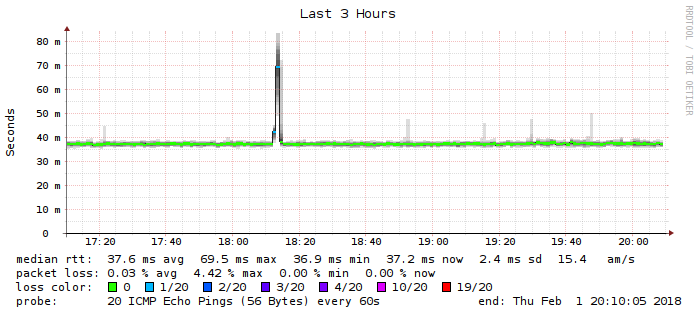 Last 3 Hours
RRDTOOL / TOBI OETIKER
Seconds
80 m
70 m
60 m
50 m
40 m
30 m
20 m
10 m
0
17:20 17:40 18:00 18:20 18:40 19:00 19:20 19:40 20:00
median rtt: 37.6 ms avg 69.5 ms max 36.9 ms min 37.2 ms now 2.4 ms sd 15.4 am/s
packet loss: 0.03 % avg 4.42 % max 0.00 % min 0.00 % now
loss color: 0 1/20 2/20 3/20 4/20 10/20 19/20
probe: 20 ICMP Echo Pings (56 Bytes) every 60s end: Thu Feb 1 20:10:05 2018